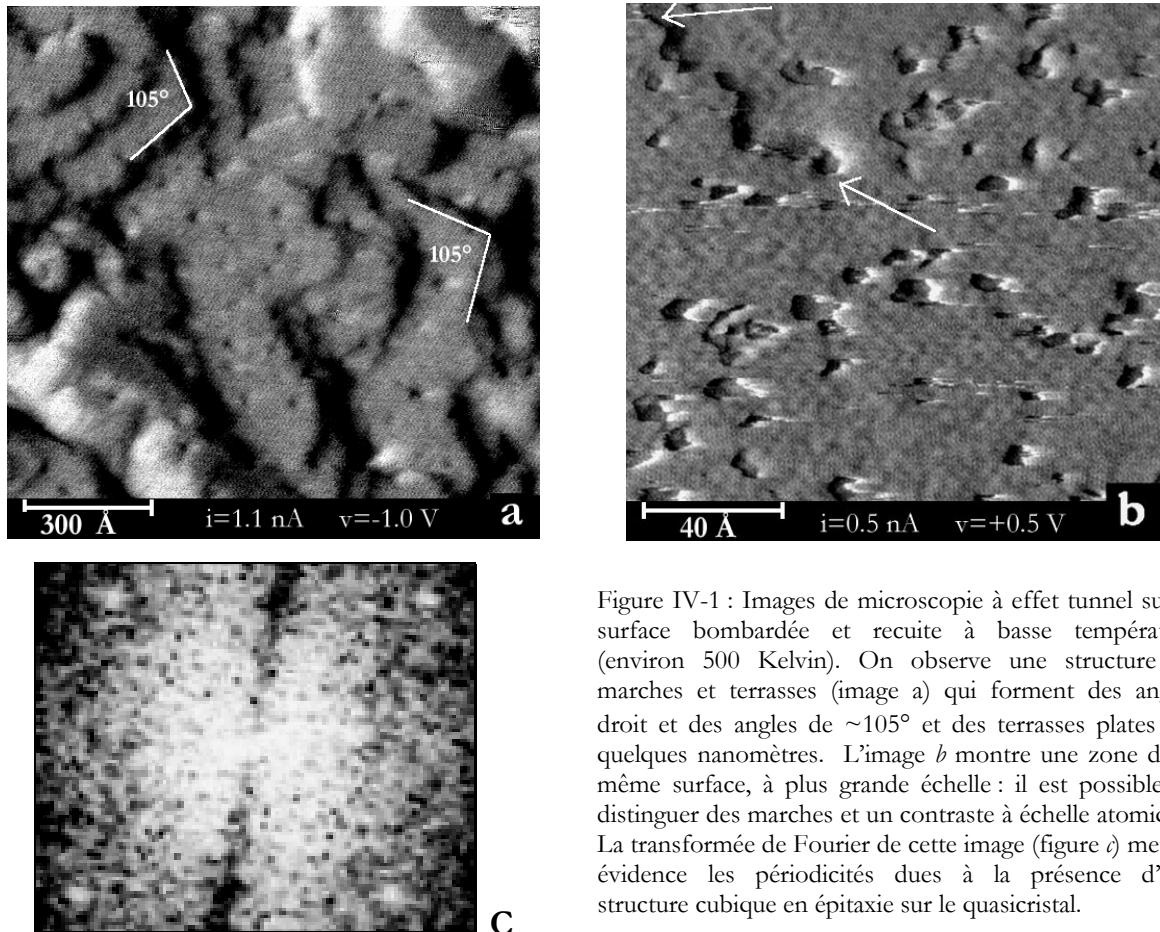 105°
105°
300 Å i=1.1 nA v=-1.0 V a
40 Å i=0.5 nA v=+0.5 V b
c
Figure IV-1 : Images de microscopie à effet tunnel su
surface bombardée et recuite à basse températ
(environ 500 Kelvin). On observe une structure
marches et terrasses (image a) qui forment des ang
droit et des angles de ~105° et des terrasses plates
quelques nanomètres. L'image b montre une zone d
même surface, à plus grande échelle : il est possible
distinguer des marches et un contraste à échelle atomic
La transformée de Fourier de cette image (figure c) me
évidence les périodicités dues à la présence d'
structure cubique en épitaxie sur le quasicristal.